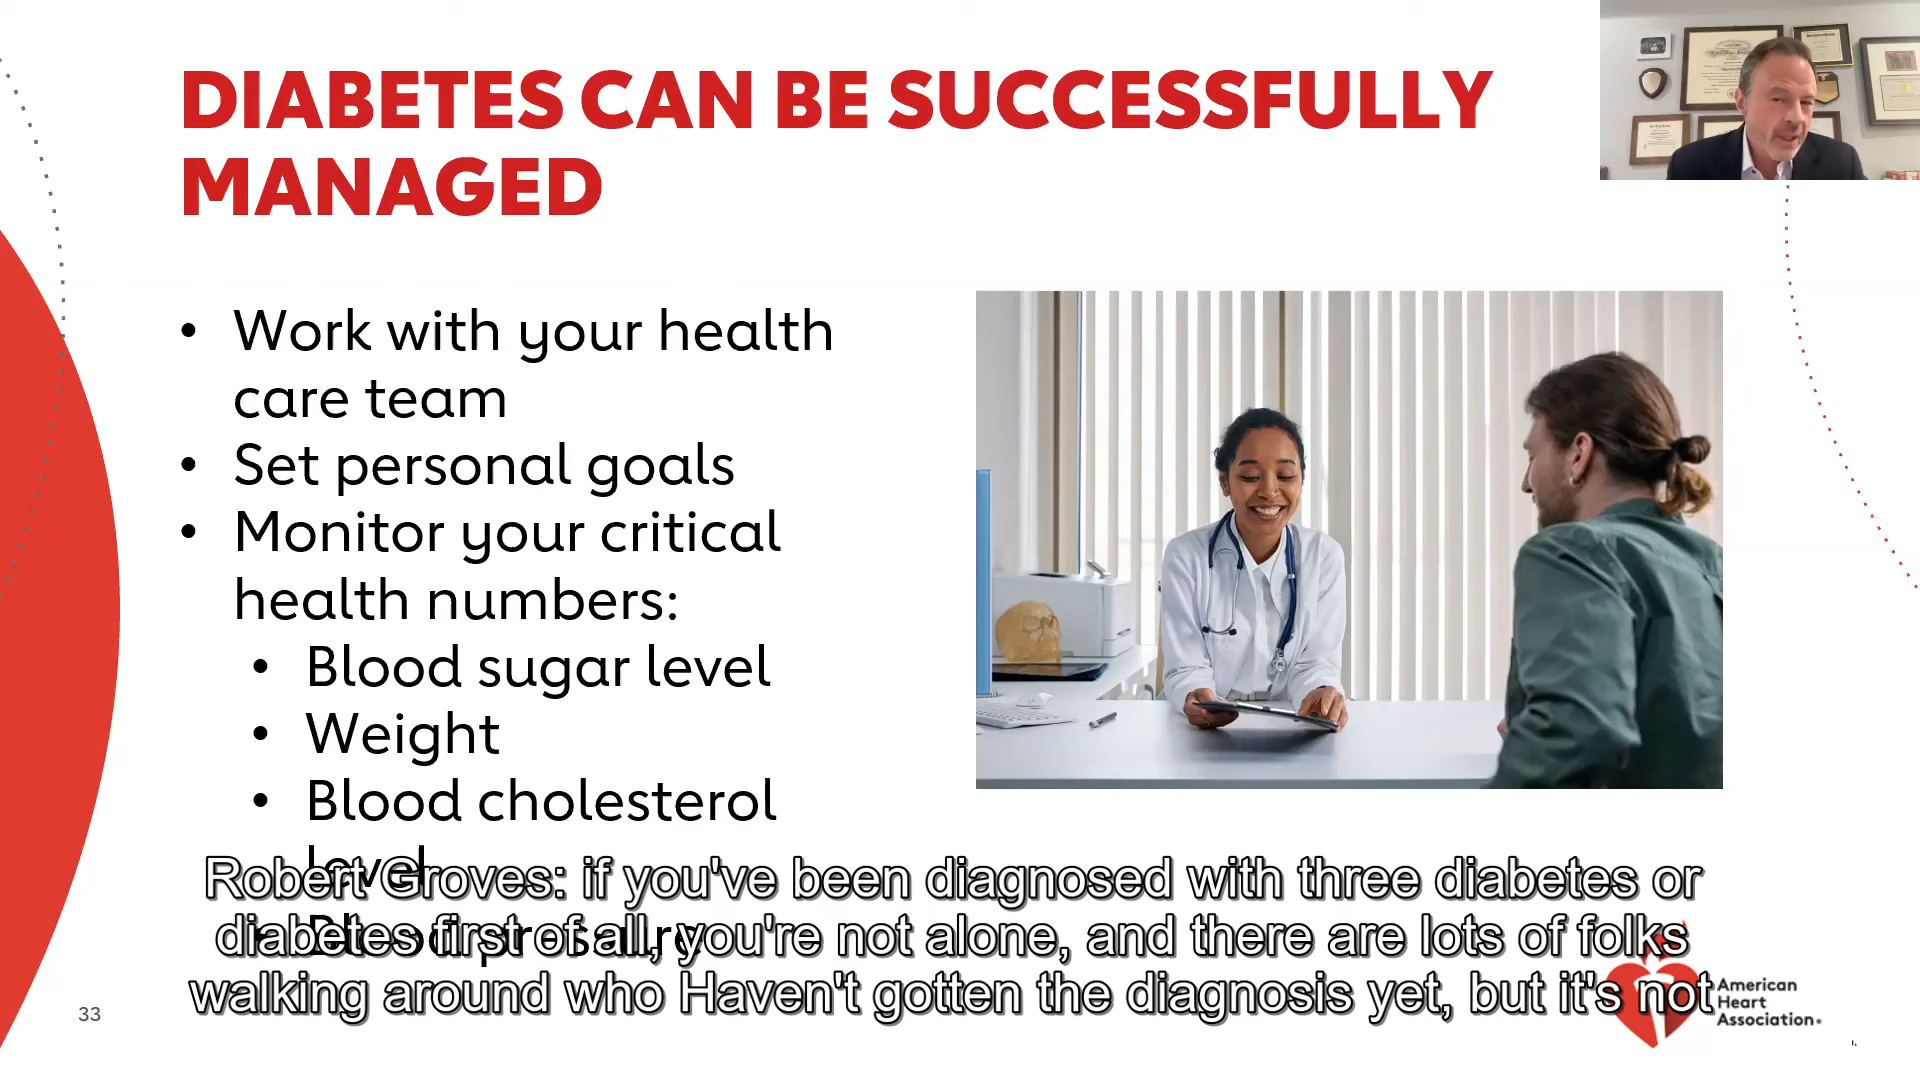 DIABETES CAN BE SUCCESSFULLY
MANAGED
• Work with your health
care team
• Set personal goals
• Monitor your critical
health numbers:
• Blood sugar level
• Weight
• Blood cholesterol
level
• Blood pressure
Robert Groves: if you've been diagnosed with three diabetes or
diabetes first of all, you're not alone, and there are lots of folks
walking around who Haven't gotten the diagnosis yet, but it's not
33
American
Heart
Association®